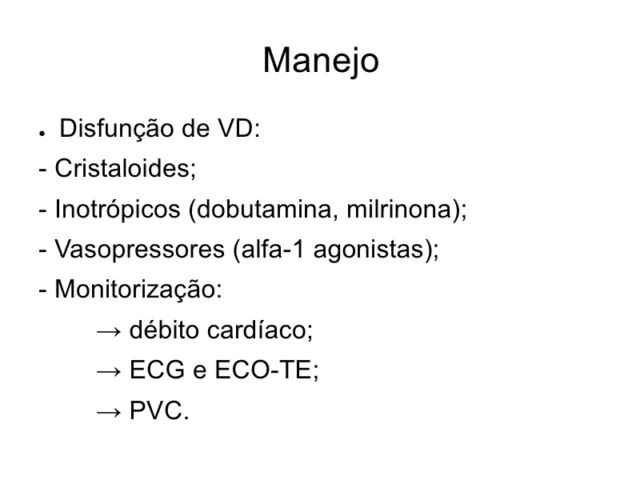 Manejo
● Disfunção de VD:
- Cristaloides;
- Inotrópicos (dobutamina, milrinona);
- Vasopressores (alfa-1 agonistas);
- Monitorização:
→ débito cardíaco;
→ ECG e ECO-TE;
→ PVC.